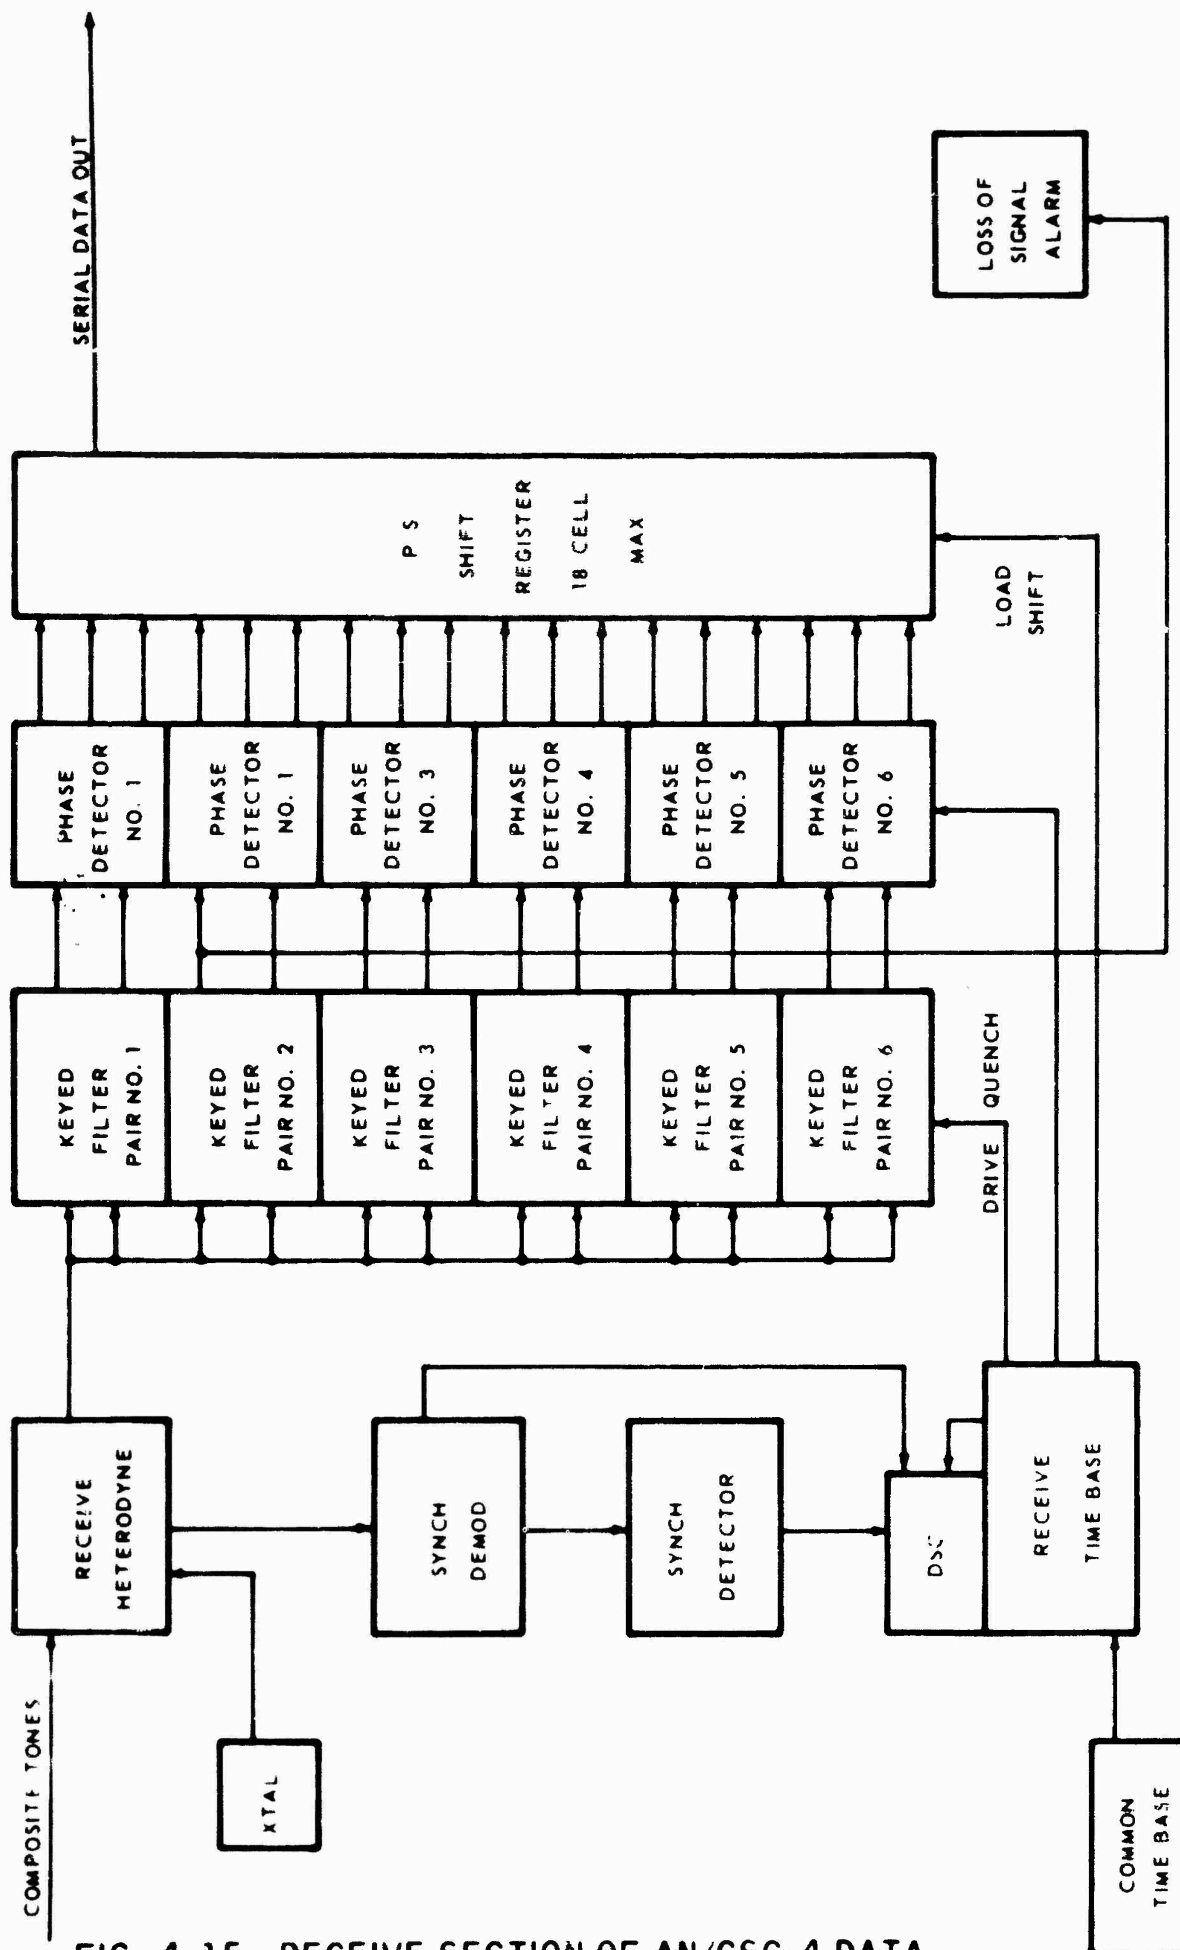 COMPOSITE TONES
XTAL
RECEIVE
HETERODYNE
SYNCH
DEMOD
SYNCH
DETECTOR
DSC
RECEIVE
TIME BASE
COMMON
TIME BASE
KEYED
FILTER
PAIR NO. 1
KEYED
FILTER
PAIR NO. 2
KEYED
FILTER
PAIR NO. 3
KEYED
FILTER
PAIR NO. 4
KEYED
FILTER
PAIR NO. 5
KEYED
FILTER
PAIR NO. 6
DRIVE QUENCH
PHASE
DETECTOR
NO. 1
PHASE
DETECTOR
NO. 1
PHASE
DETECTOR
NO. 3
PHASE
DETECTOR
NO. 4
PHASE
DETECTOR
NO. 5
PHASE
DETECTOR
NO. 6
P S
SHIFT
REGISTER
18 CELL
MAX
LOAD
SHIFT
SERIAL DATA OUT
LOSS OF
SIGNAL
ALARM
FIG. 4.15 RECEIVE SECTION OF AN/GSC-4 DATA